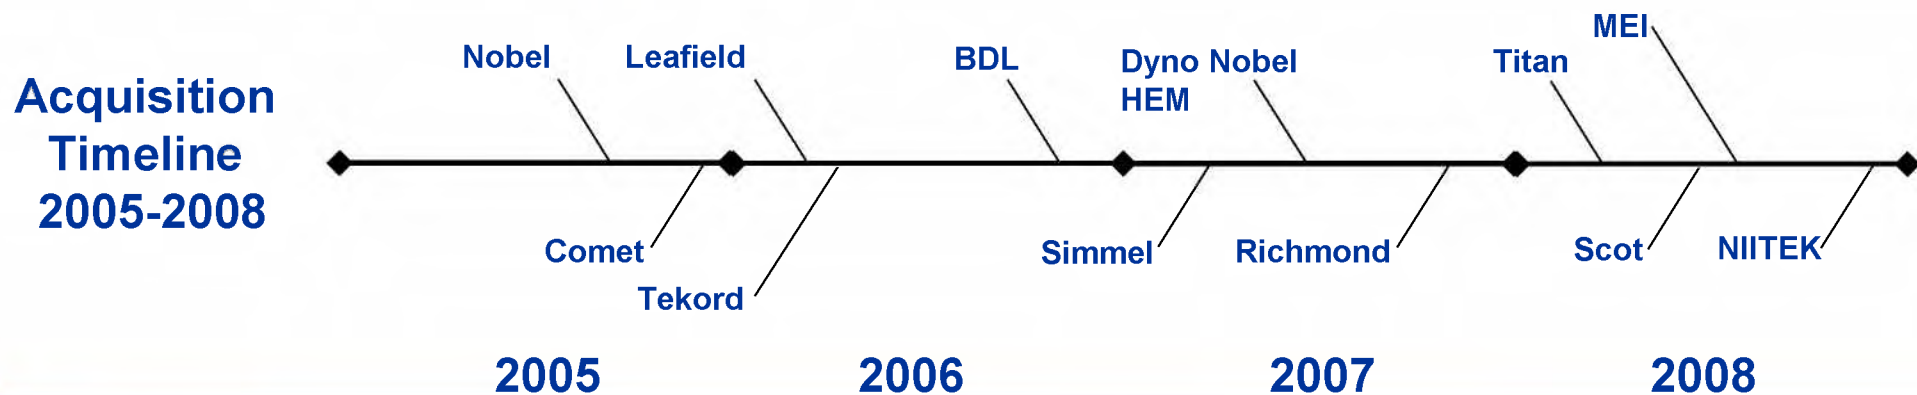 Acquisition
Timeline
2005-2008
Nobel
Leafield
BDL
Dyno Nobel
HEM
Titan
MEI
Comet
Tekord
Simmel
Richmond
Scot
NIITEK
2005
2006
2007
2008